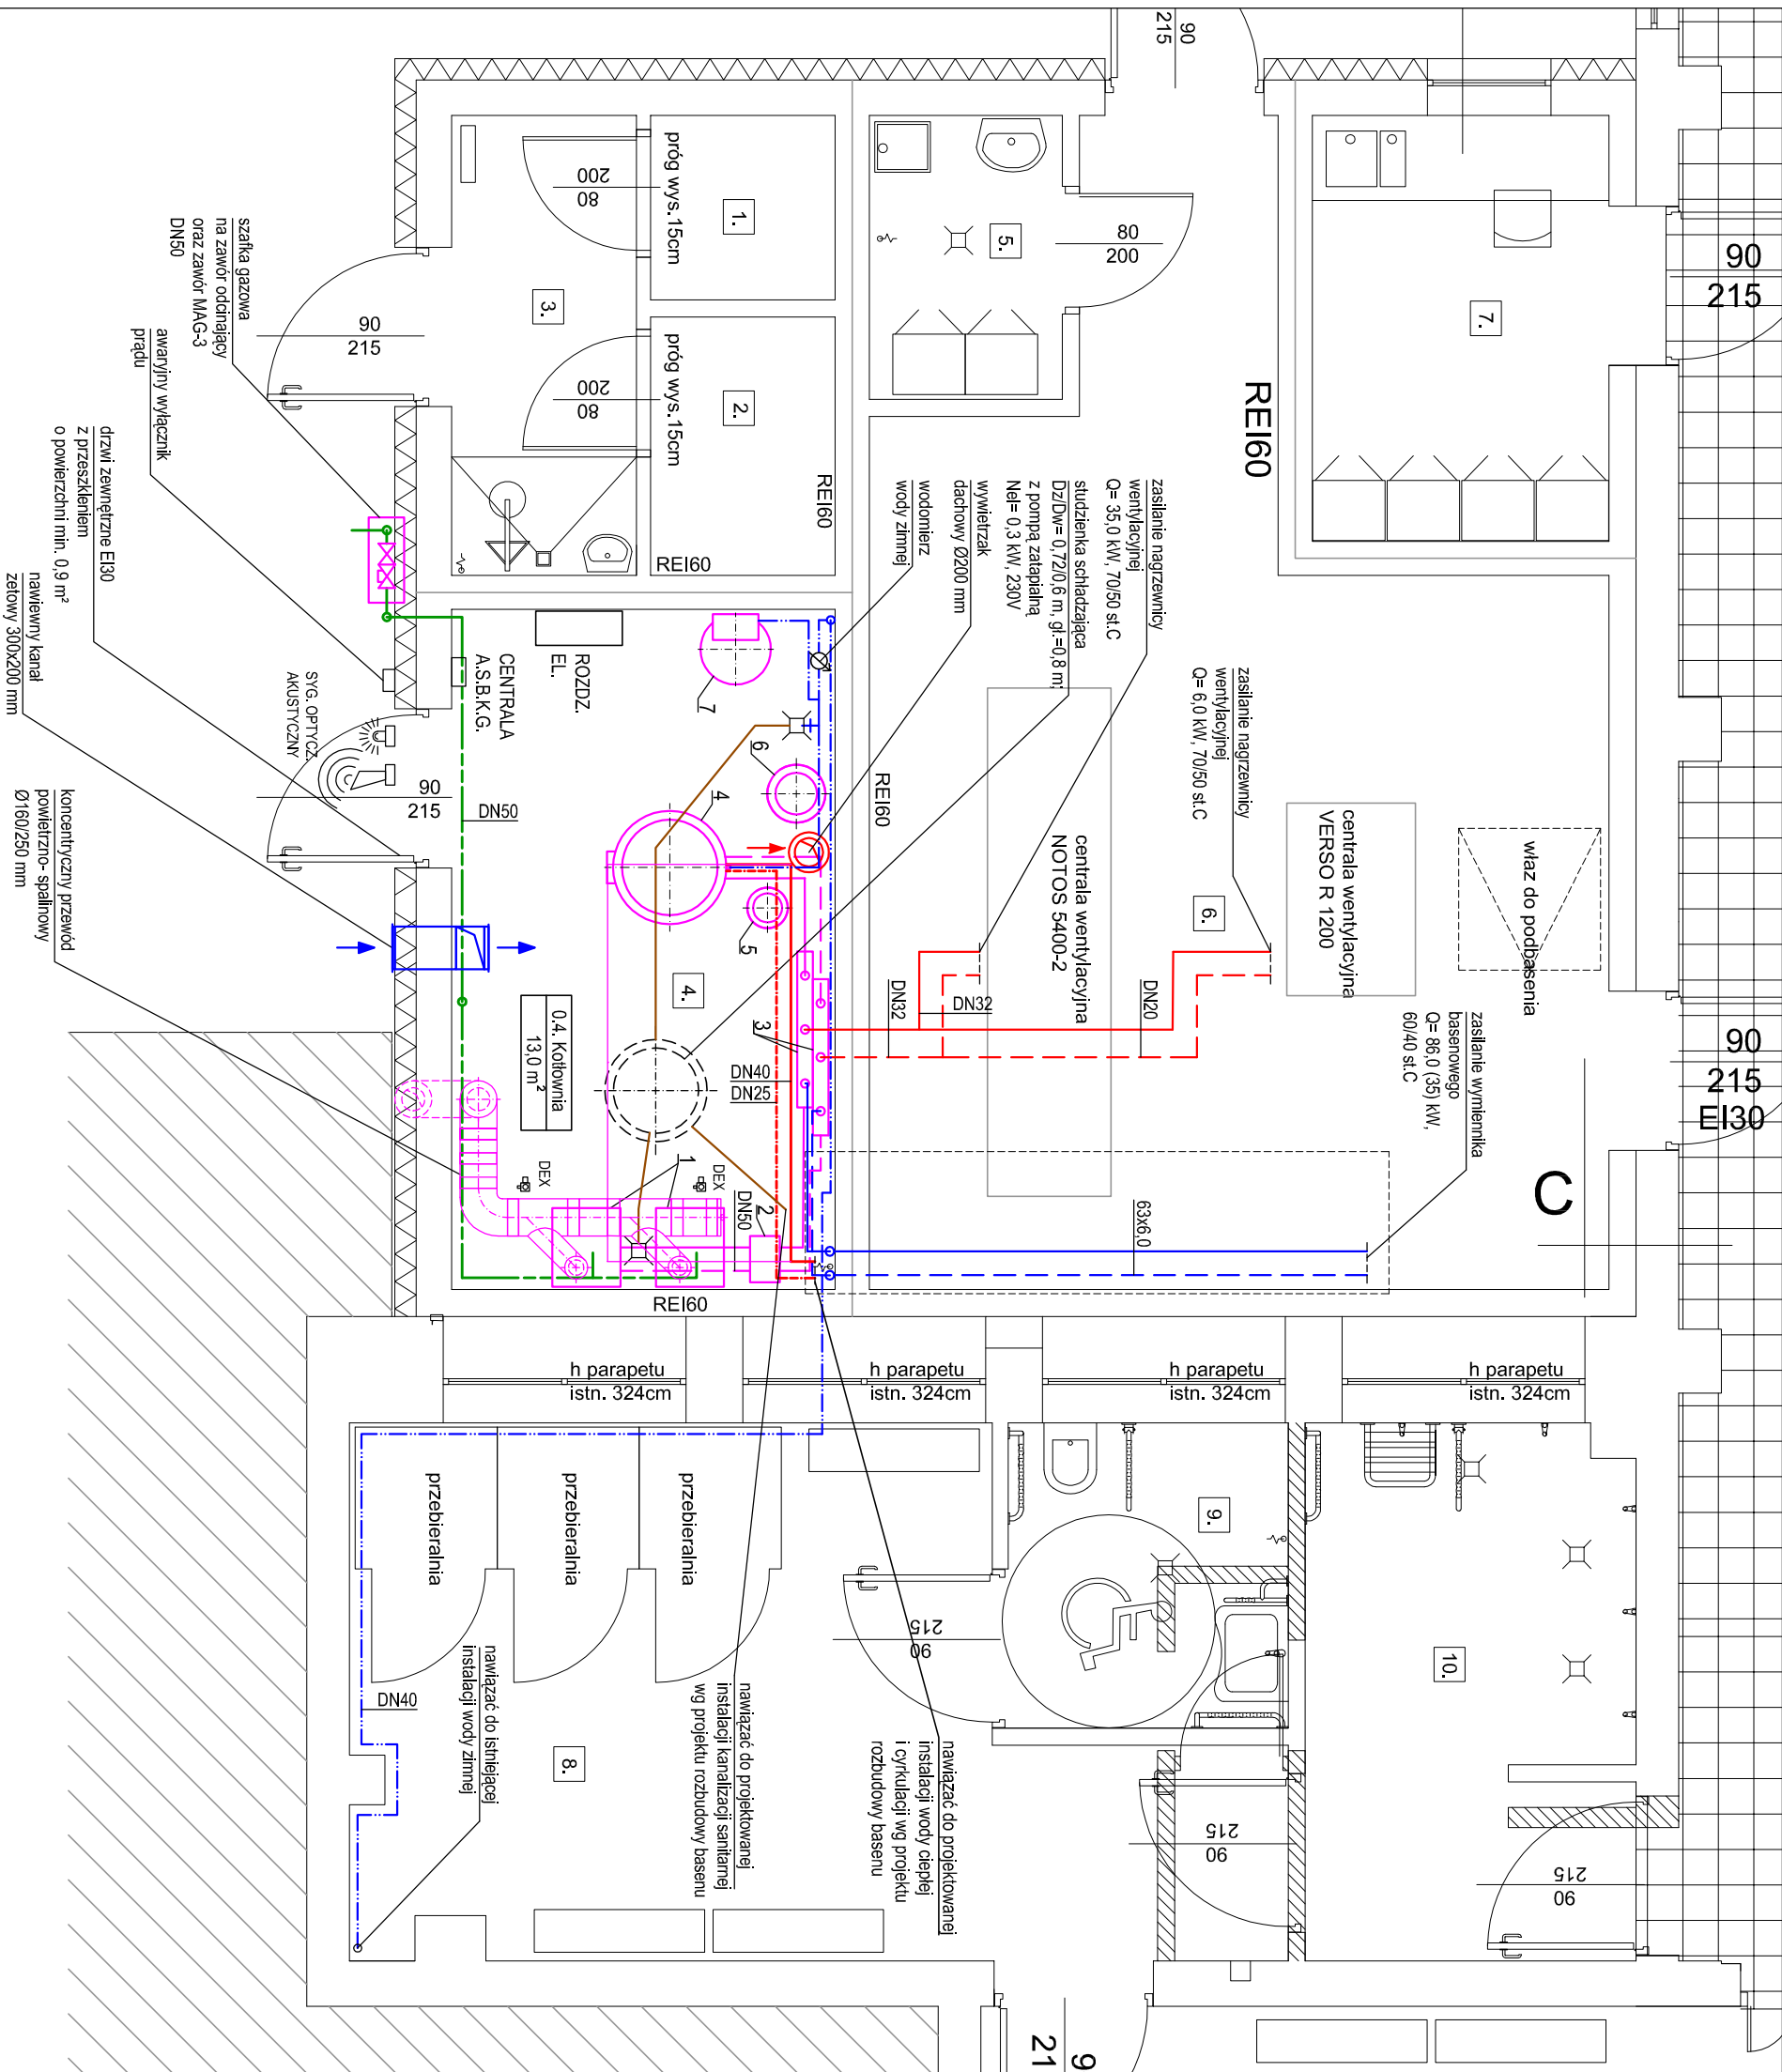 90
215
90
215
90
215
EI30
C
7.
REI60
właz do podbasenia
centrala wentylacyjna
VERSO R 1200
6.
zasilanie nagrzewnicy
wentylacyjnej
Q= 6,0 kW, 70/50 st.C
zasilanie nagrzewnicy
wentylacyjnej
Q= 35,0 kW, 70/50 st.C
studzienka schładzająca
Dz/Dw= 0,72/0,6 m, gł.=0,8 m;
z pompą zatapialną
Nel= 0,3 kW, 230V
wywietrzak
dachowy Ø200 mm
wodomierz
wody zimnej
centrala wentylacyjna
NOTOS 5400-2
zasilanie wymiennika
basenowego
Q= 86,0 (35) kW,
60/40 st.C
DN20
DN32
DN32
63x6,0
5.
80
200
1.
próg wys.15cm
200
80
2.
próg wys.15cm
200
80
3.
90
215
REI60
REI60
REI60
REI60
szafka gazowa
na zawór odcinający
oraz zawór MAG-3
DN50
awaryjny wyłącznik
prądu
drzwi zewnętrzne EI30
z przeszkleniem
o powierzchni min. 0,9 m²
nawiewny kanał
zetowy 300x200 mm
koncentryczny przewód
powietrzno- spalinowy
Ø160/250 mm
SYG. OPTYCZ.
AKUSTYCZNY
90
215
DN50
CENTRALA
A.S.B.K.G.
ROZDZ.
EL.
7
6
4
5
3
4.
0.4. Kotłownia
13,0 m²
DN40
DN25
1
2
DEX
DEX
DN50
h parapetu
istn. 324cm
h parapetu
istn. 324cm
h parapetu
istn. 324cm
h parapetu
istn. 324cm
przebieralnia
przebieralnia
przebieralnia
DN40
nawiązać do istniejącej
instalacji wody zimnej
8.
nawiązać do projektowanej
instalacji kanalizacji sanitarnej
wg projektu rozbudowy basenu
nawiązać do projektowanej
instalacji wody ciepłej
i cyrkulacji wg projektu
rozbudowy basenu
215
90
9.
10.
215
90
215
90
9
21